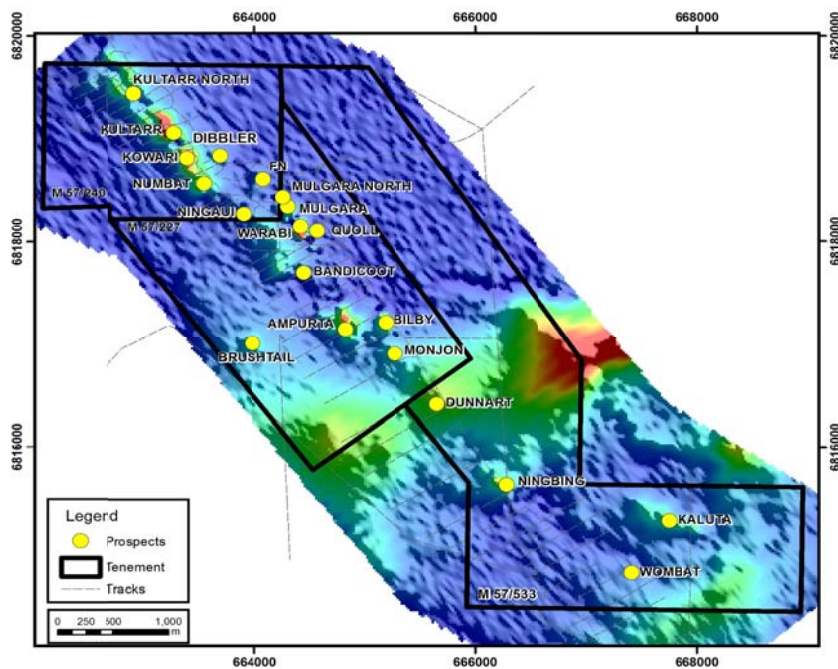 664000
666000
668000
6820000
6820000
KULTARR NORTH
KULTARR
DIBBLER
KOWARI
FN
NUMBAT
MULGARA NORTH
M 57/240
NINGAUI
MULGARA
M 57/227
WARABI
QUOLL
6818000
6818000
BANDICOOT
AMPURTA
BILBY
BRUSHTAIL
MONJON
DUNNART
6816000
6816000
NINGBING
Legend
Prospects
Tenement
Tracks
KALUTA
WOMBAT
M 57/533
0 250 500 1,000
m
664000
666000
668000